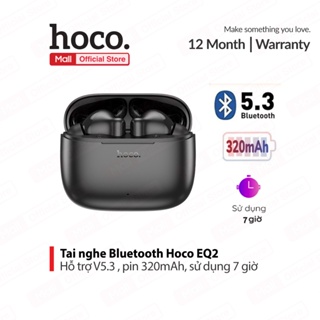 hoco.
Mall Official Store
Make something you love.
12 Month | Warranty
5.3
Bluetooth
320mAh
hoco.
Sử dụng
7 giờ
Tai nghe Bluetooth Hoco EQ2
Hỗ trợ V5.3 , pin 320mAh, sử dụng 7 giờ